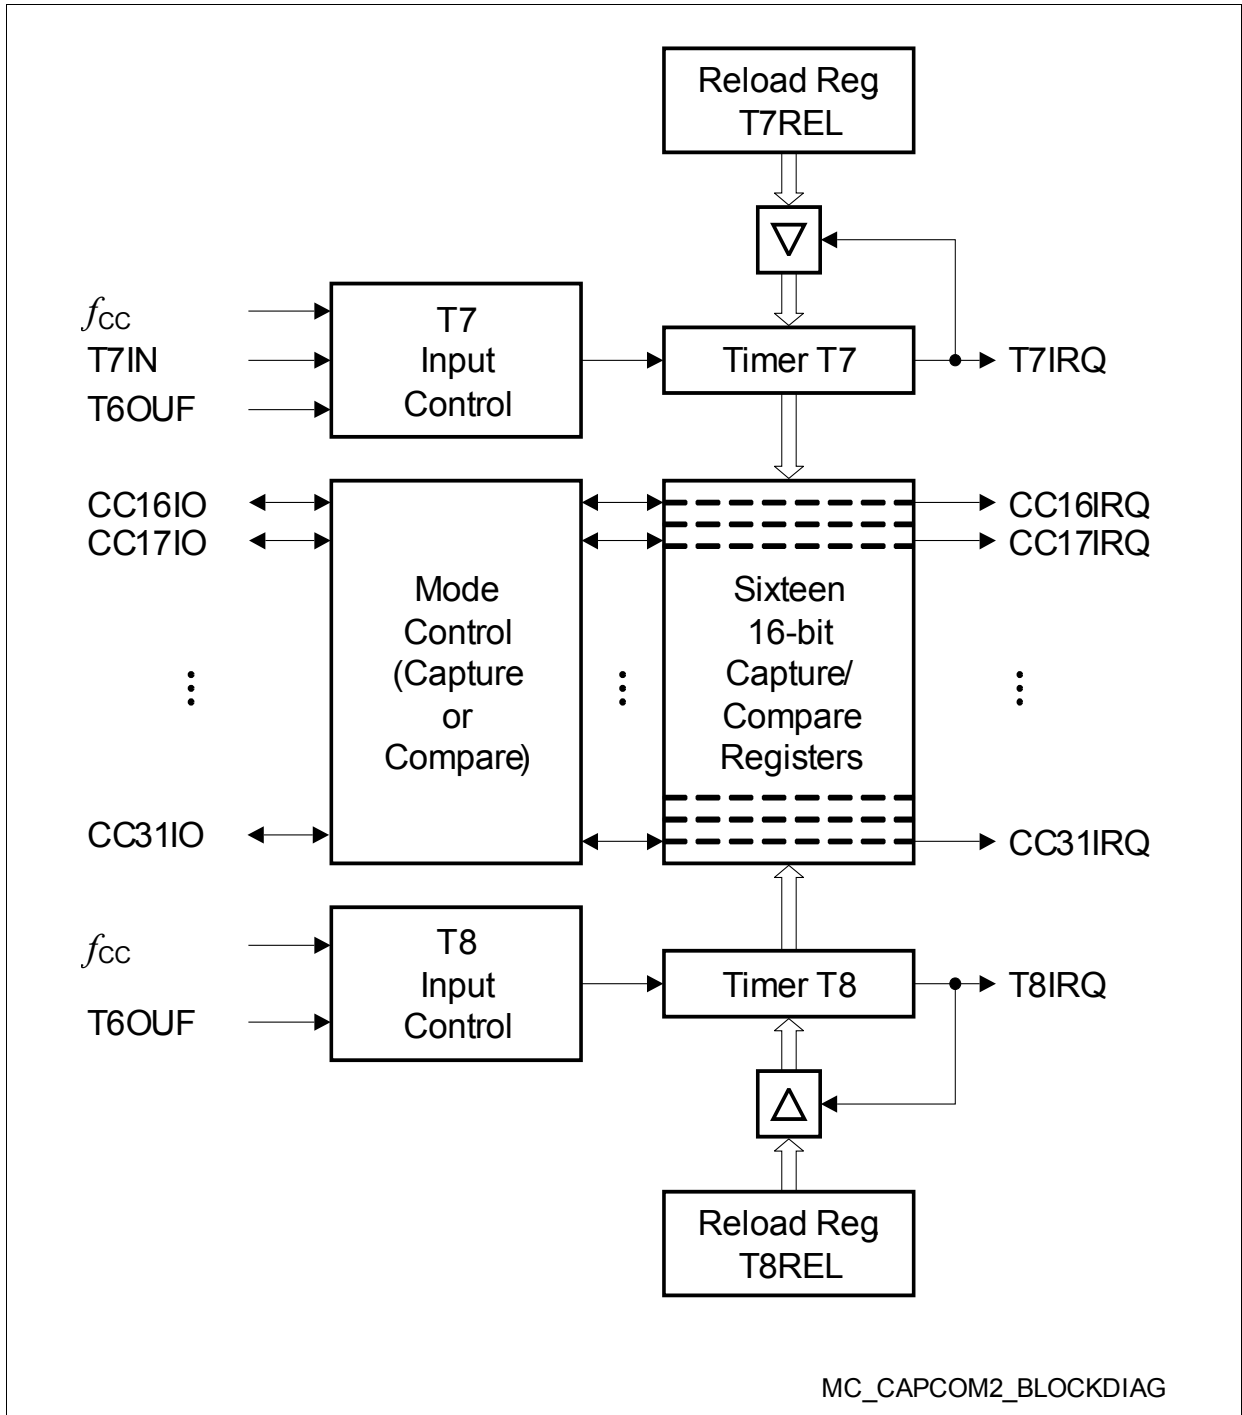 Reload Reg
T7REL
fCC
T7IN
T6OUF
T7
Input
Control
Timer T7
T7IRQ
CC16IO
CC17IO
CC31IO
Mode
Control
(Capture
or
Compare)
Sixteen
16-bit
Capture/
Compare
Registers
CC16IRQ
CC17IRQ
CC31IRQ
fCC
T6OUF
T8
Input
Control
Timer T8
T8IRQ
Reload Reg
T8REL
MC_CAPCOM2_BLOCKDIAG